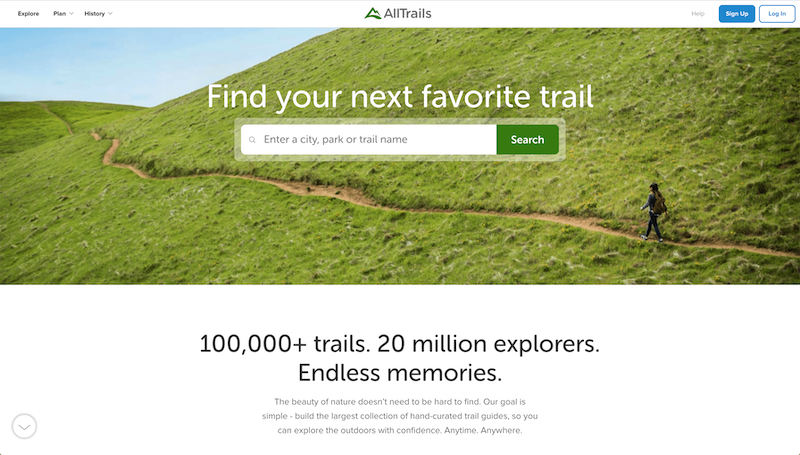 Explore
Plan
History
AllTrails
Help
Sign Up
Log In
Find your next favorite trail
Enter a city, park or trail name
Search
100,000+ trails. 20 million explorers.
Endless memories.
The beauty of nature doesn't need to be hard to find. Our goal is
simple - build the largest collection of hand-curated trail guides, so you
can explore the outdoors with confidence. Anytime. Anywhere.